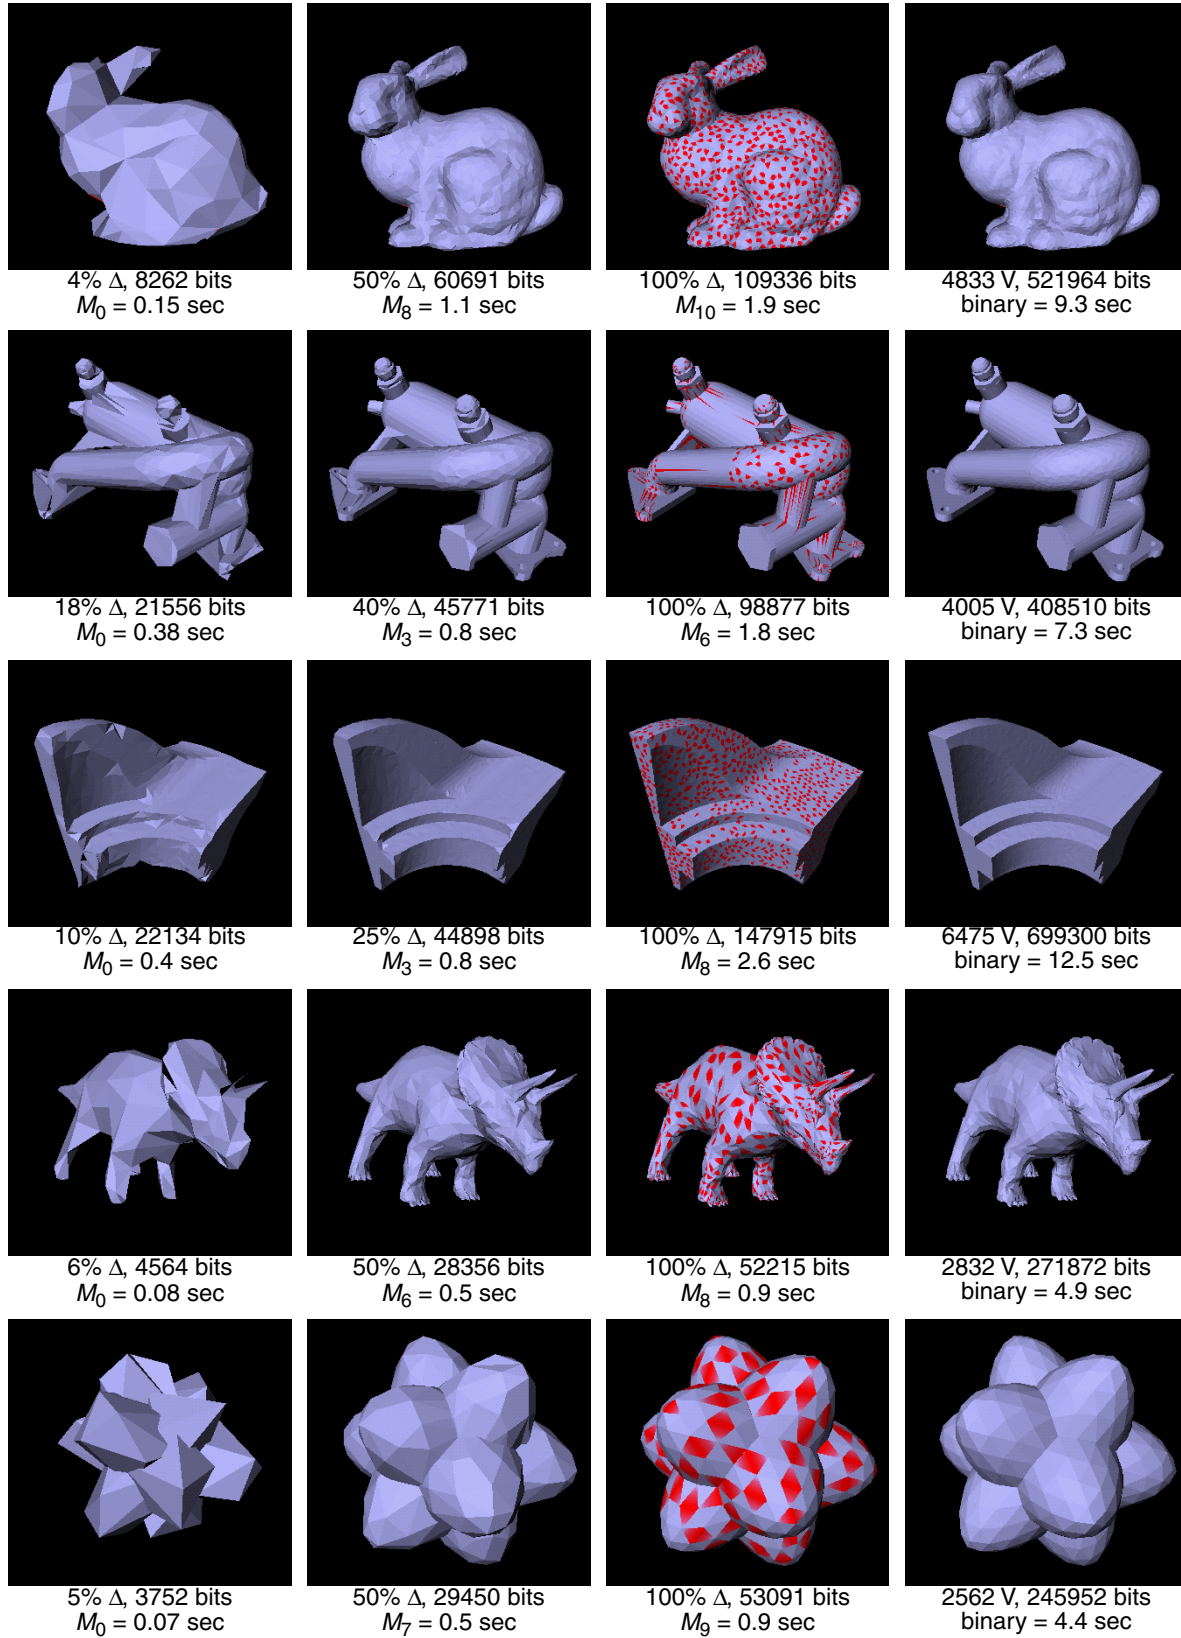 4% Δ, 8262 bits
M0 = 0.15 sec
50% Δ, 60691 bits
M8 = 1.1 sec
100% Δ, 109336 bits
M10 = 1.9 sec
4833 V, 521964 bits
binary = 9.3 sec
18% Δ, 21556 bits
M0 = 0.38 sec
40% Δ, 45771 bits
M3 = 0.8 sec
100% Δ, 98877 bits
M6 = 1.8 sec
4005 V, 408510 bits
binary = 7.3 sec
10% Δ, 22134 bits
M0 = 0.4 sec
25% Δ, 44898 bits
M3 = 0.8 sec
100% Δ, 147915 bits
M8 = 2.6 sec
6475 V, 699300 bits
binary = 12.5 sec
6% Δ, 4564 bits
M0 = 0.08 sec
50% Δ, 28356 bits
M6 = 0.5 sec
100% Δ, 52215 bits
M8 = 0.9 sec
2832 V, 271872 bits
binary = 4.9 sec
5% Δ, 3752 bits
M0 = 0.07 sec
50% Δ, 29450 bits
M7 = 0.5 sec
100% Δ, 53091 bits
M9 = 0.9 sec
2562 V, 245952 bits
binary = 4.4 sec